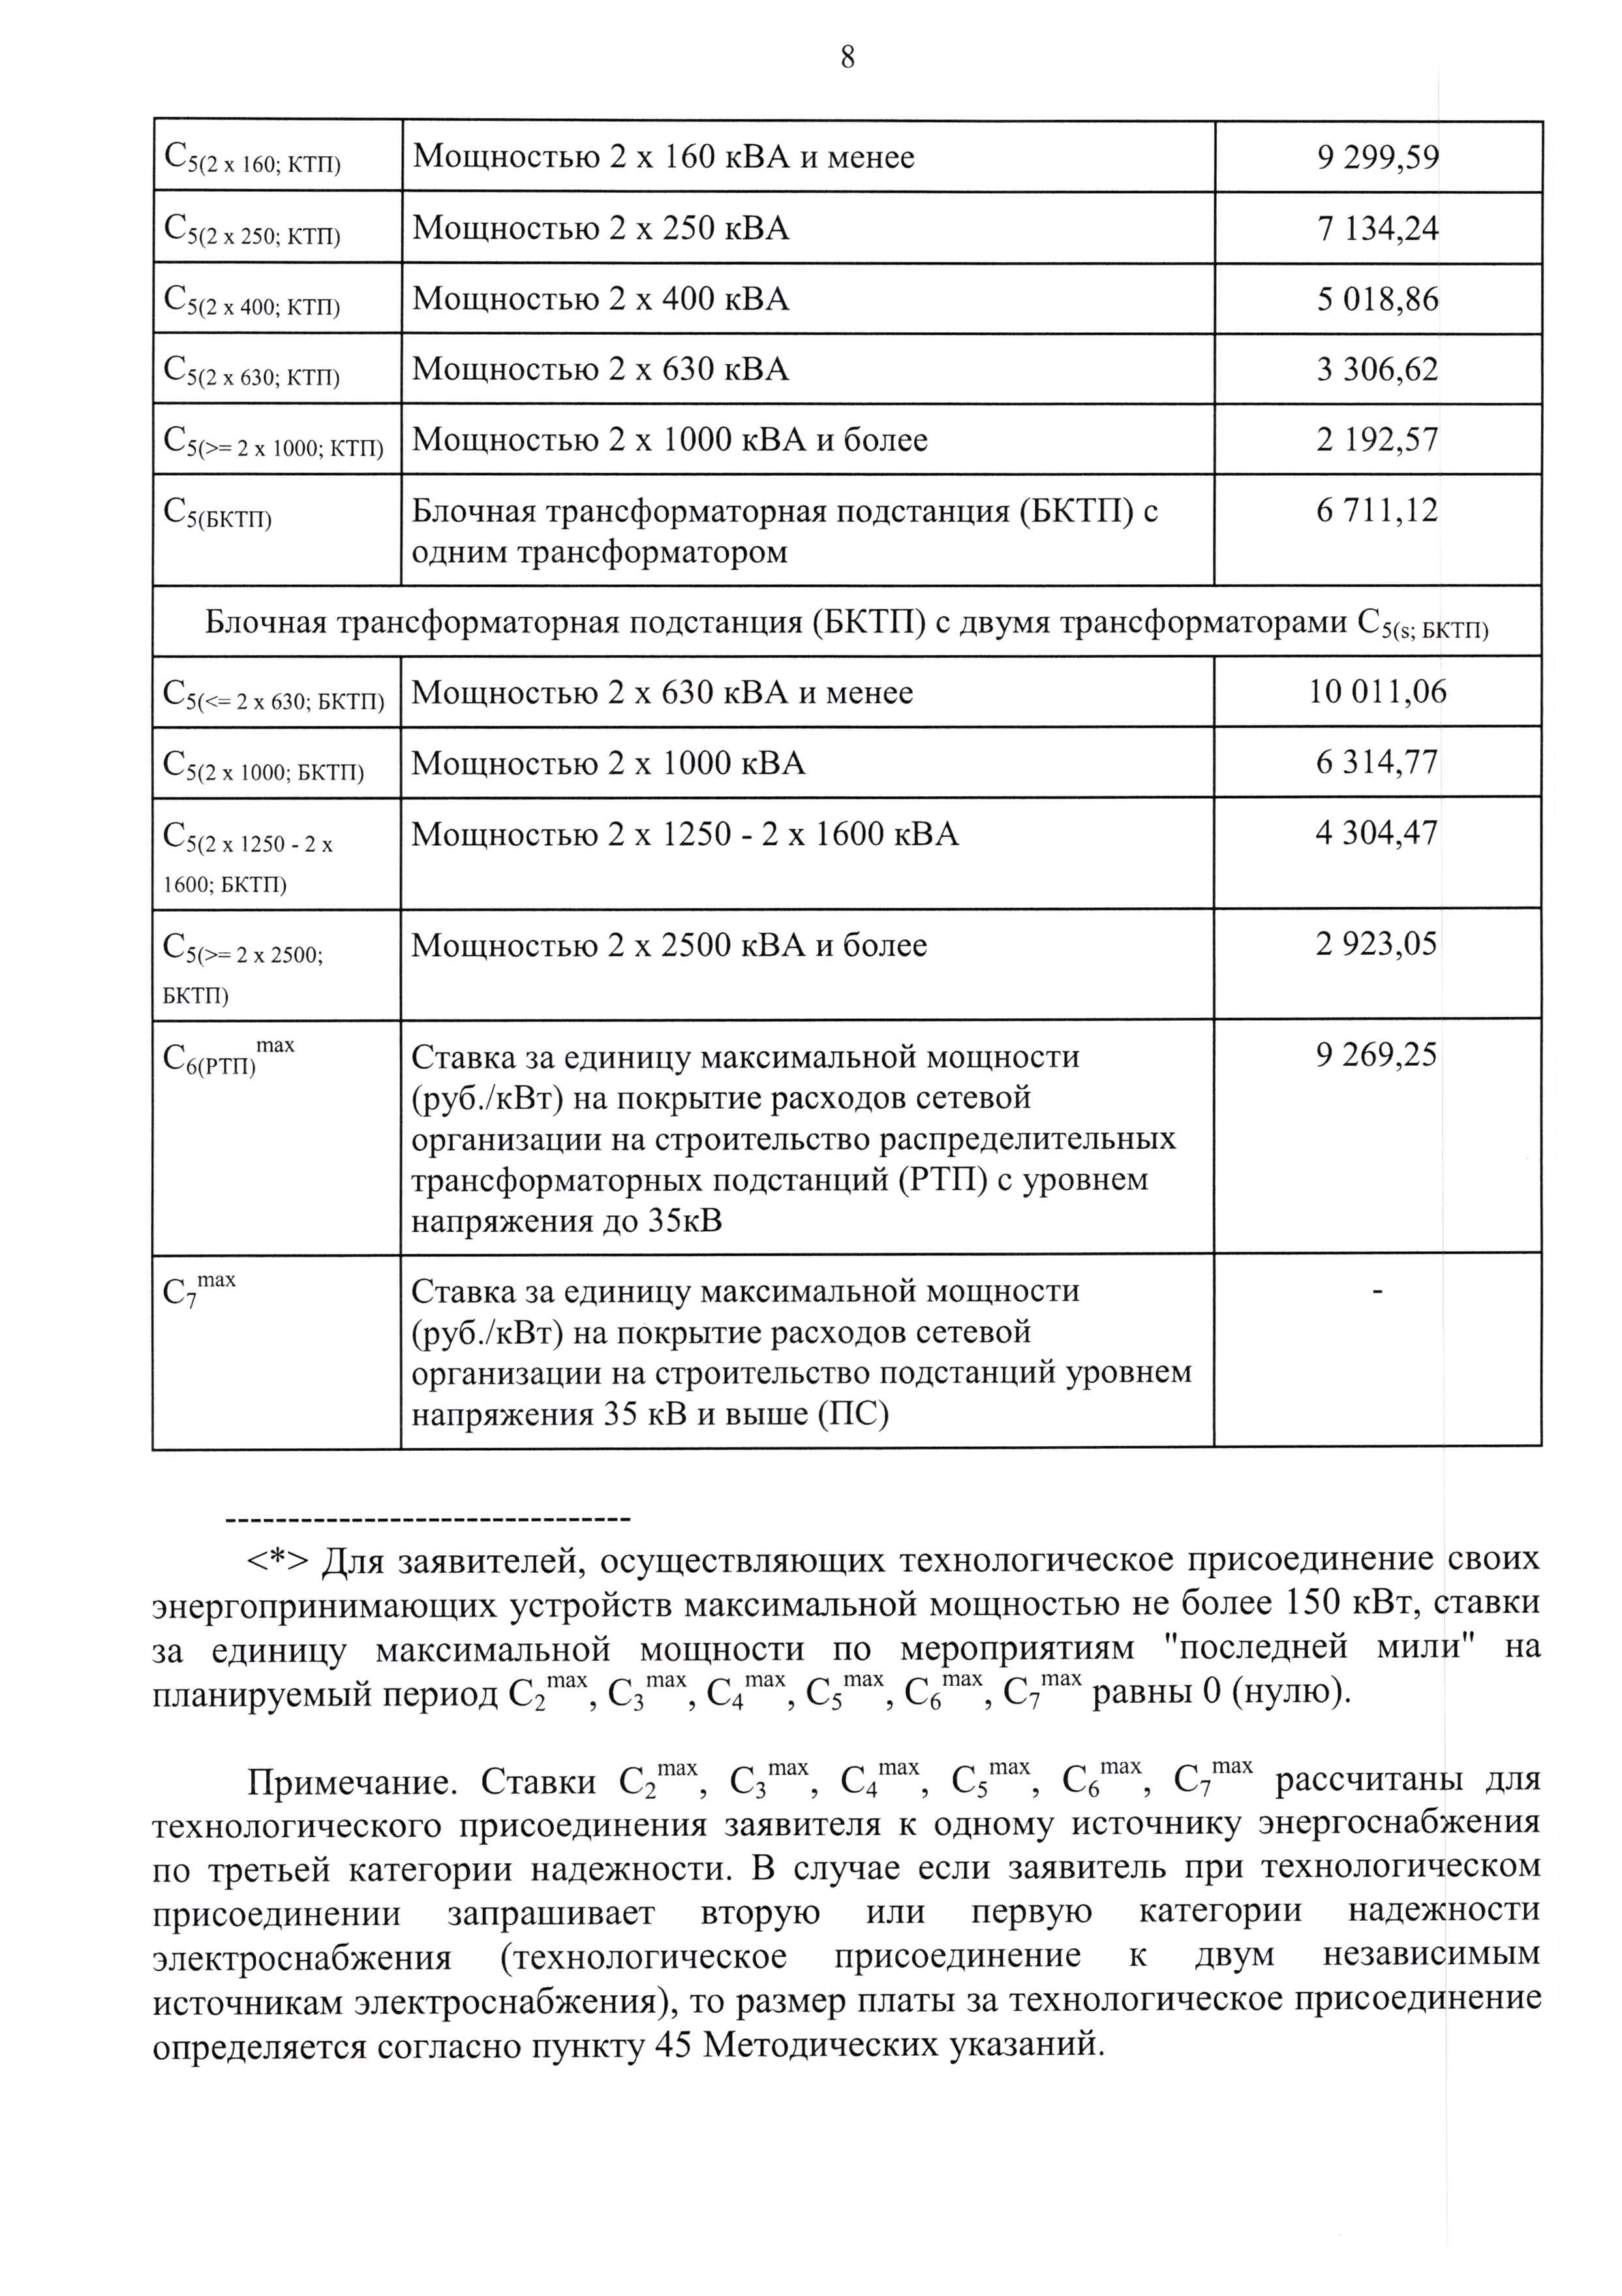 8
С5(2 х 160; КТП) Мощностью 2 х 160 кВА и менее 9 299,59
С5(2 х 250; КТП) Мощностью 2 х 250 кВА 7 134,24
С5(2 х 400; КТП) Мощностью 2 х 400 кВА 5 018,86
С5(2 х 630; КТП) Мощностью 2 х 630 кВА 3 306,62
С5(>= 2 х 1000; КТП) Мощностью 2 х 1000 кВА и более 2 192,57
С5(БКТП) Блочная трансформаторная подстанция (БКТП) с 6 711,12
одним трансформатором
Блочная трансформаторная подстанция (БКТП) с двумя трансформаторами С5(s; БКТП)
С5(<= 2 х 630; БКТП) Мощностью 2 х 630 кВА и менее 10 011,06
С5(2 х 1000; БКТП) Мощностью 2 х 1000 кВА 6 314,77
С5(2 х 1250 - 2 х Мощностью 2 х 1250 - 2 х 1600 кВА 4 304,47
1600; БКТП)
С5(>= 2 х 2500; Мощностью 2 х 2500 кВА и более 2 923,05
БКТП)
С6(РТП)max Ставка за единицу максимальной мощности 9 269,25
(руб./кВт) на покрытие расходов сетевой
организации на строительство распределительных
трансформаторных подстанций (РТП) с уровнем
напряжения до 35кВ
С7max Ставка за единицу максимальной мощности -
(руб./кВт) на покрытие расходов сетевой
организации на строительство подстанций уровнем
напряжения 35 кВ и выше (ПС)
--------------------------------
<*> Для заявителей, осуществляющих технологическое присоединение своих
энергопринимающих устройств максимальной мощностью не более 150 кВт, ставки
за единицу максимальной мощности по мероприятиям "последней мили" на
планируемый период С2max, С3max, С4max, С5max, С6max, С7max равны 0 (нулю).
Примечание. Ставки С2max, С3max, С4max, С5max, С6max, С7max рассчитаны для
технологического присоединения заявителя к одному источнику энергоснабжения
по третьей категории надежности. В случае если заявитель при технологическом
присоединении запрашивает вторую или первую категории надежности
электроснабжения (технологическое присоединение к двум независимым
источникам электроснабжения), то размер платы за технологическое присоединение
определяется согласно пункту 45 Методических указаний.